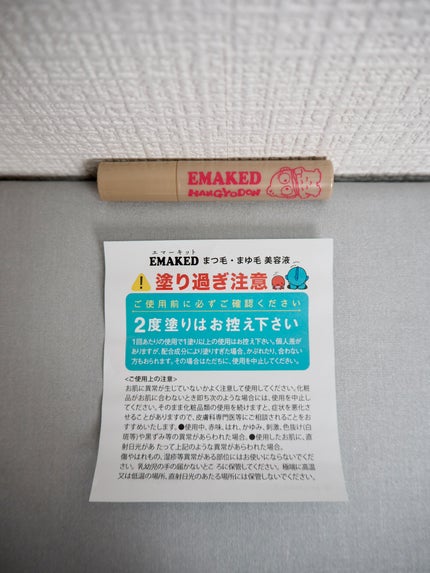 EMAKED
HANGYODON
エマーキット
EMAKED まつ毛・まゆ毛 美容液
塗り過ぎ注意
ご使用前に必ずご確認ください
2度塗りはお控え下さい
1回あたりの使用で1塗り以上の使用はお控え下さい。個人差が
ありますが、配合成分により塗りすぎた場合、かぶれたり、合わない
方もおられます。その場合はただちに、使用を中止してください。
<ご使用上の注意>
お肌に異常が生じていないかよく注意して使用してください。化粧
品がお肌に合わないとき即ち次のような場合には、使用を中止し
てください。そのまま化粧品類の使用を続けますと、症状を悪化さ
せることがありますので、皮膚科専門医等にご相談されることをお
すすめいたします。●使用中、赤味、はれ、かゆみ、刺激、色抜け(白
斑等)や黒ずみ等の異常があらわれた場合。●使用したお肌に、直
射日光があ たって上記のような異常があらわれた場合。
傷やはれもの、湿疹等異常がある部位にはお使いにならないでくだ
さい。乳幼児の手の届かないところに保管してください。極端に高温
又は低温の場所、直射日光のあたる場所には保管しないでください。